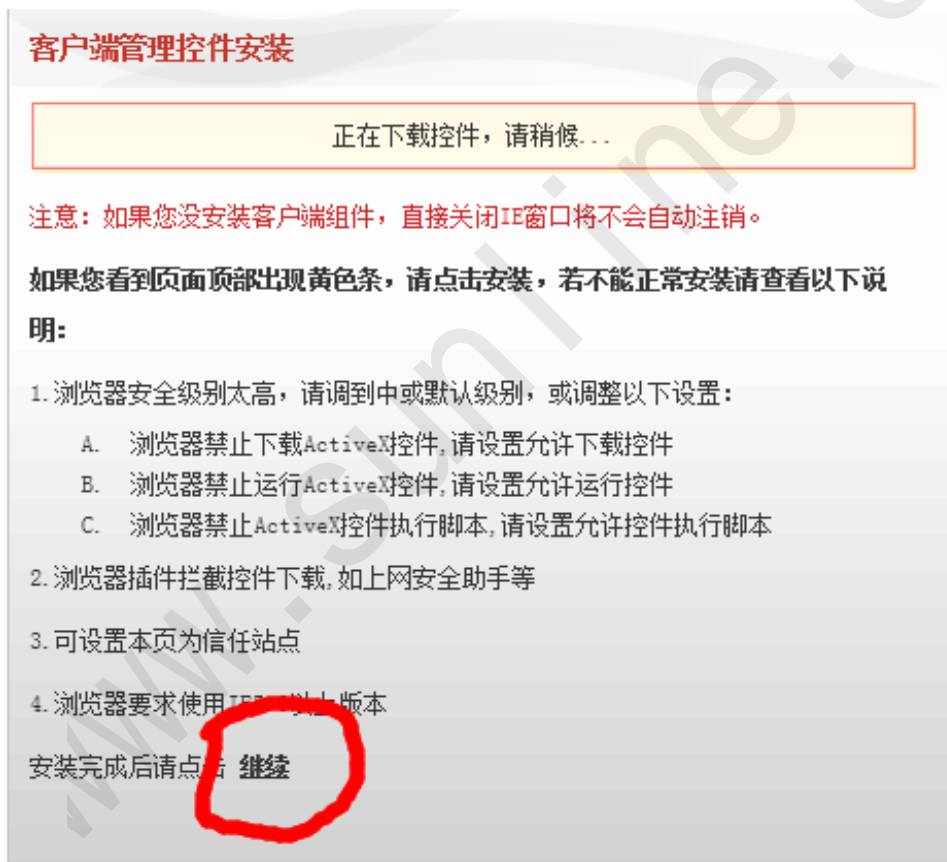 客户端管理控件安装
正在下载控件，请稍候...
注意：如果您没安装客户端组件，直接关闭IE窗口将不会自动注销。
如果您看到页面顶部出现黄色条，请点击安装，若不能正常安装请查看以下说
明：
1.浏览器安全级别太高，请调到中或默认级别，或调整以下设置：
A. 浏览器禁止下载ActiveX控件,请设置允许下载控件
B. 浏览器禁止运行ActiveX控件,请设置允许运行控件
C. 浏览器禁止ActiveX控件执行脚本,请设置允许控件执行脚本
2.浏览器插件拦截控件下载,如上网安全助手等
3.可设置本页为信任站点
4.浏览器要求使用 以上版本
安装完成后请点击 继续
www.sunline.